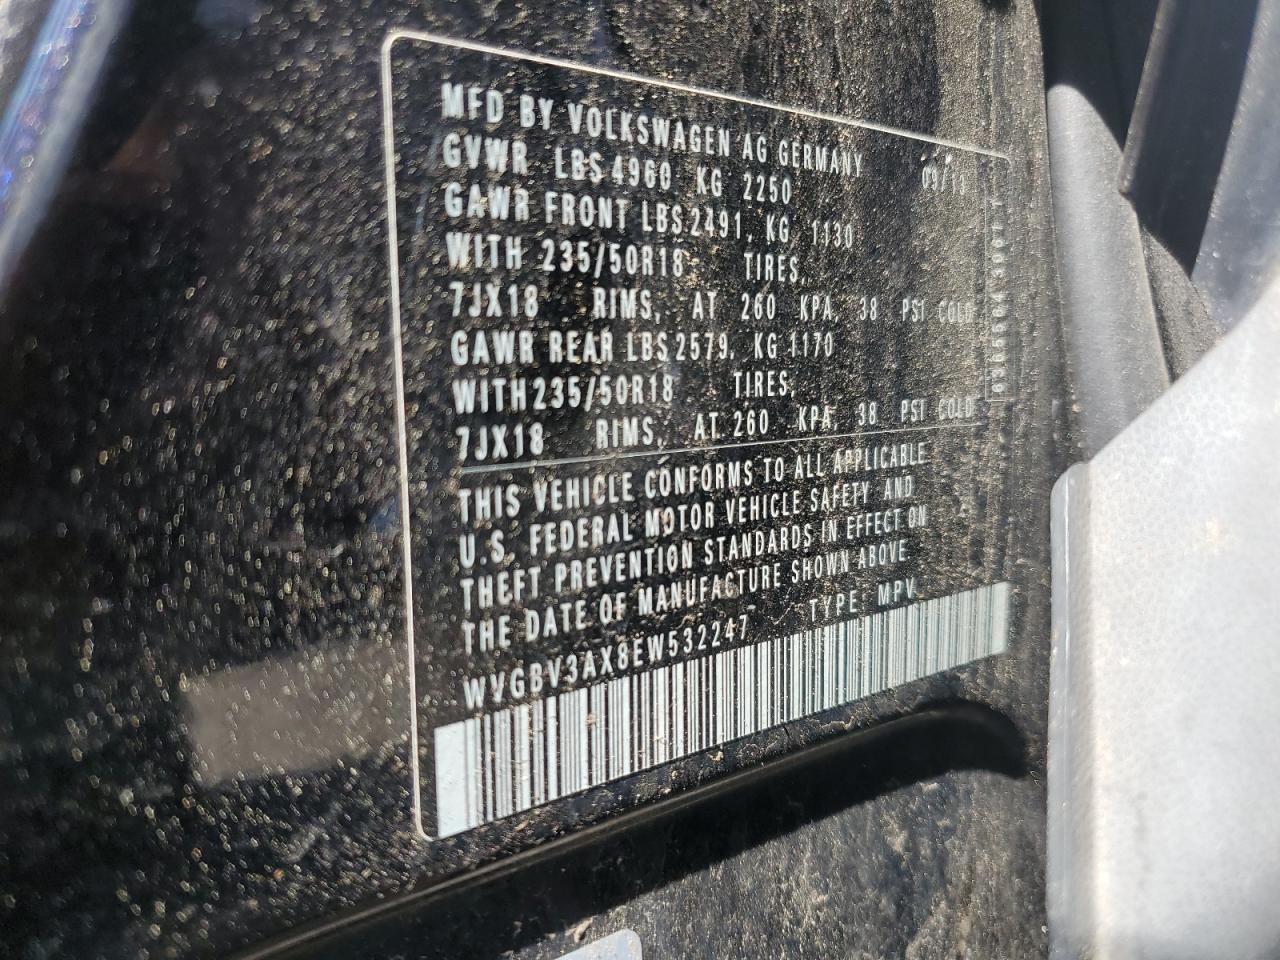 MFD BY VOLKSWAGEN AG GERMANY
GVWR LBS 4960 KG 2250
GAWR FRONT LBS.2491, KG 1130
WITH 235/50R18 TIRES,
7JX18 RIMS, AT 260 KPA, 38 PSI COLD
GAWR REAR LBS 2579, KG 1170
WITH 235/50R18 TIRES,
7JX18 RIMS, AT 260 KPA, 38 PSI COLD
THIS VEHICLE CONFORMS TO ALL APPLICABLE
U.S. FEDERAL MOTOR VEHICLE SAFETY AND
THEFT PREVENTION STANDARDS IN EFFECT ON
THE DATE OF MANUFACTURE SHOWN ABOVE
WVGBV3AX8EW532247 TYPE: MPV